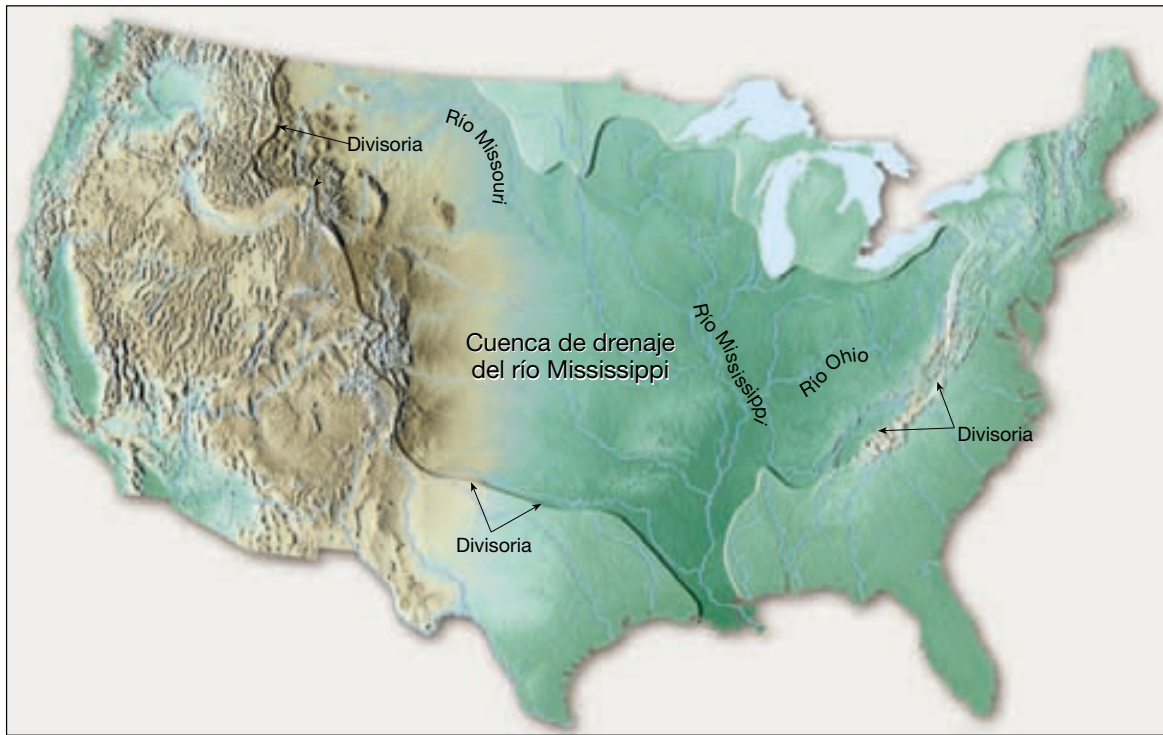 Divisoria
Río Missouri
Cuenca de drenaje
del río Mississippi
Río Mississippi
Río Ohio
Divisoria
Divisoria